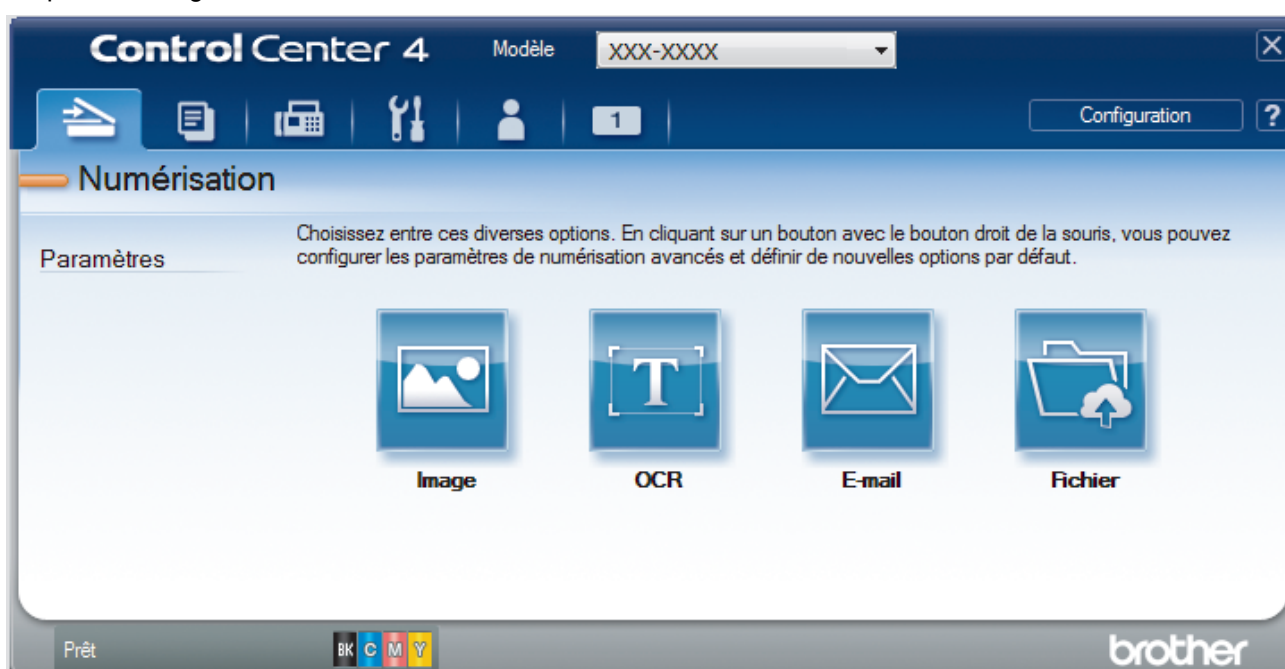 Control Center 4 Modèle XXX-XXXX
1 Configuration ?
Numérisation
Choisissez entre ces diverses options. En cliquant sur un bouton avec le bouton droit de la souris, vous pouvez
Paramètres configurer les paramètres de numérisation avancés et définir de nouvelles options par défaut.
T
Image OCR E-mail Fichier
Prêt BK C M Y brother